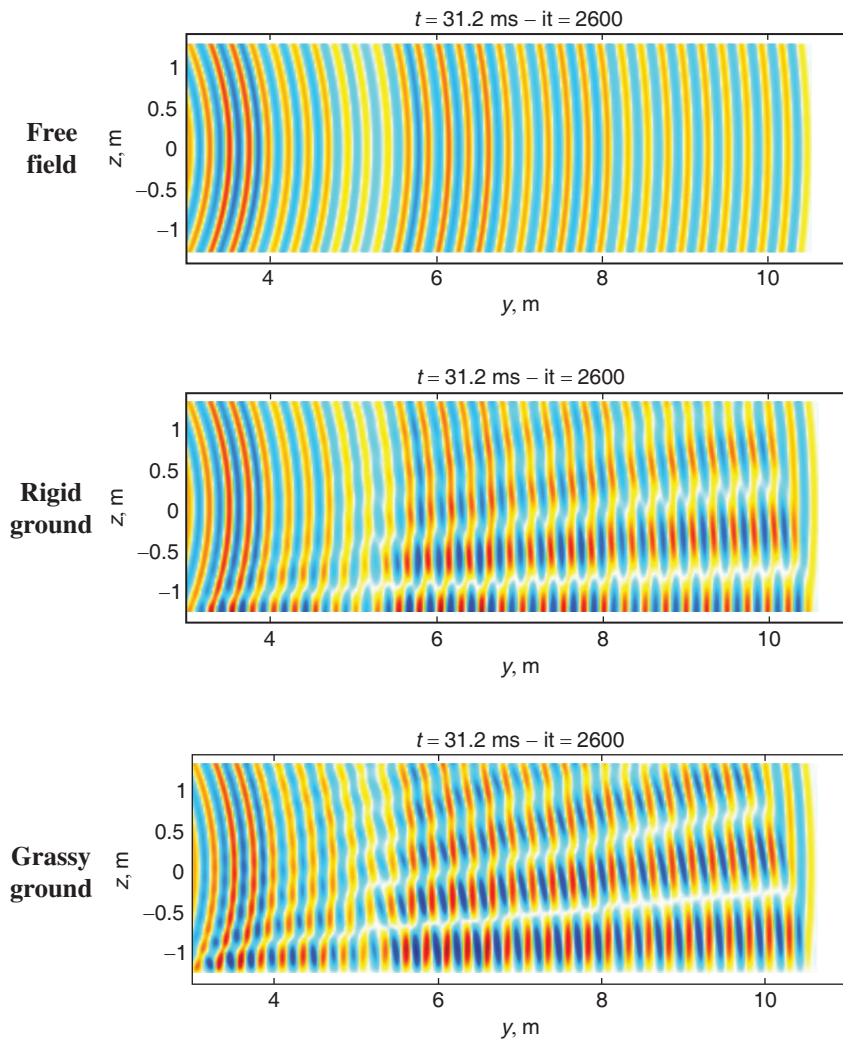 t = 31.2 ms – it = 2600
1
0.5
0
−0.5
−1
z, m
Free
field
4
6
8
10
y, m
t = 31.2 ms – it = 2600
1
0.5
0
−0.5
−1
z, m
Rigid
ground
4
6
8
10
y, m
t = 31.2 ms – it = 2600
1
0.5
0
−0.5
−1
z, m
Grassy
ground
4
6
8
10
y, m